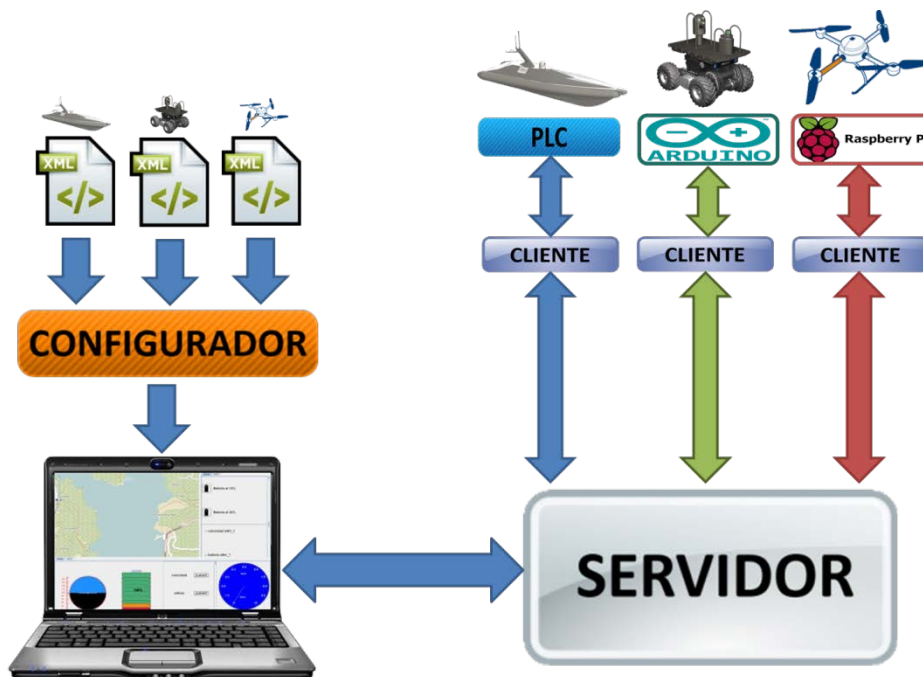 PLC
ARDUINO
Raspberry P
XML
XML
XML
</>
</>
</>
CLIENTE
CLIENTE
CLIENTE
CONFIGURADOR
SERVIDOR